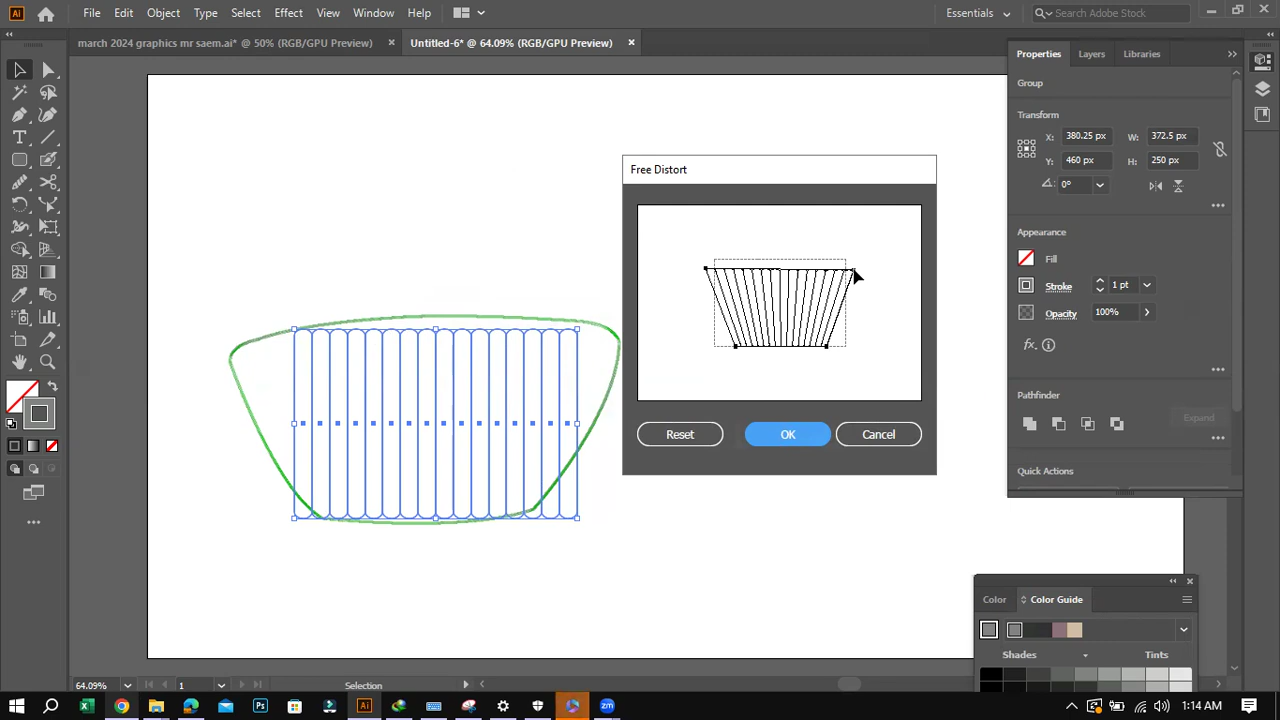 Ai File Edit Object Type Select Effect View Window Help Essentials Search Adobe Stock
march 2024 graphics mr saem.ai* @ 50% (RGB/GPU Preview) Untitled-6* @ 64.09% (RGB/GPU Preview)
Properties Layers Libraries
Group
Transform
X: 380.25 px W: 372.5 px
Y: 460 px H: 250 px
0°
Appearance
Fill
Stroke 1 pt
Opacity 100%
fx
Pathfinder
Expand
Quick Actions
Free Distort
Reset OK Cancel
Color Color Guide
Shades Tints
64.09% 1 Selection
Ps Ai 1:14 AM